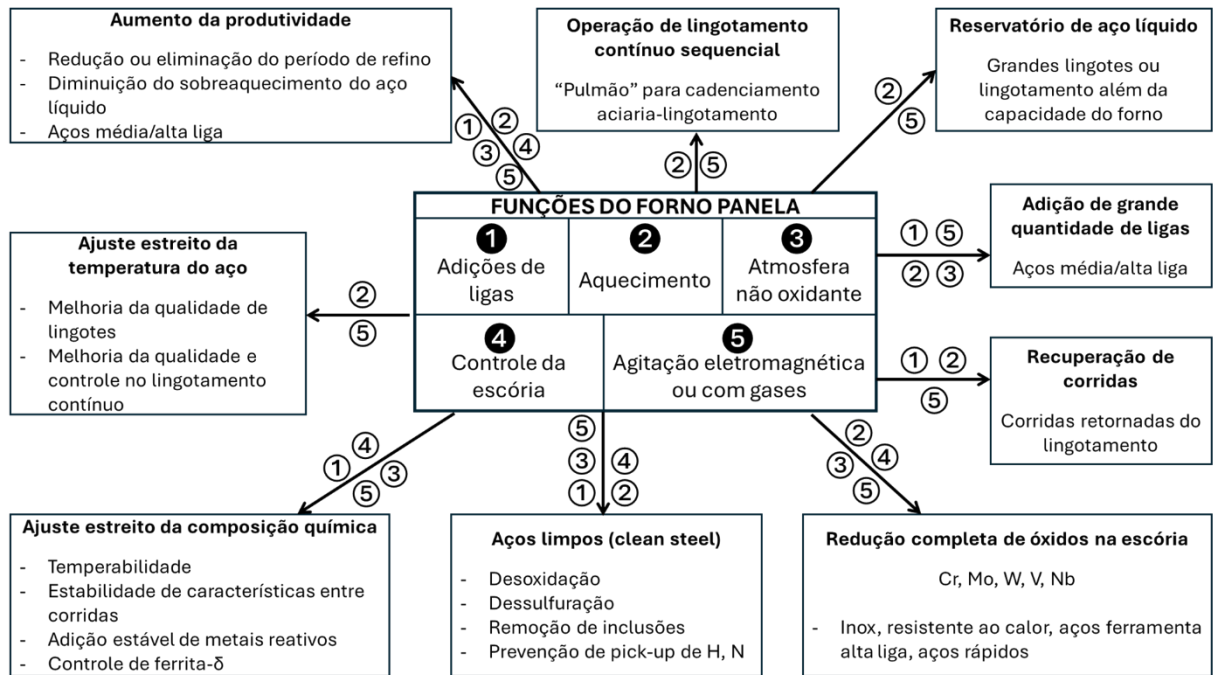 Aumento da produtividade
- Redução ou eliminação do período de refino
- Diminuição do sobreaquecimento do aço
líquido
- Aços média/alta liga
Operação de lingotamento
contínuo sequencial
“Pulmão” para cadenciamento
aciaria-lingotamento
Reservatório de aço líquido
Grandes lingotes ou
lingotamento além da
capacidade do forno
② ④
① ③
⑤
② ⑤
②
⑤
FUNÇÕES DO FORNO PANELA
❶
Adições de
ligas
❷
Aquecimento
❸
Atmosfera
não oxidante
❹
Controle da
escória
❺
Agitação eletromagnética
ou com gases
Ajuste estreito da
temperatura do aço
- Melhoria da qualidade de
lingotes
- Melhoria da qualidade e
controle no lingotamento
contínuo
②
⑤
① ⑤
② ③
Adição de grande
quantidade de ligas
Aços média/alta liga
① ②
⑤
Recuperação de
corridas
Corridas retornadas do
lingotamento
④
① ③
⑤
⑤
③ ④
① ②
②
③ ④
⑤
Ajuste estreito da composição química
- Temperabilidade
- Estabilidade de características entre
corridas
- Adição estável de metais reativos
- Controle de ferrita-δ
Aços limpos (clean steel)
- Desoxidação
- Dessulfuração
- Remoção de inclusões
- Prevenção de pick-up de H, N
Redução completa de óxidos na escória
Cr, Mo, W, V, Nb
- Inox, resistente ao calor, aços ferramenta
alta liga, aços rápidos